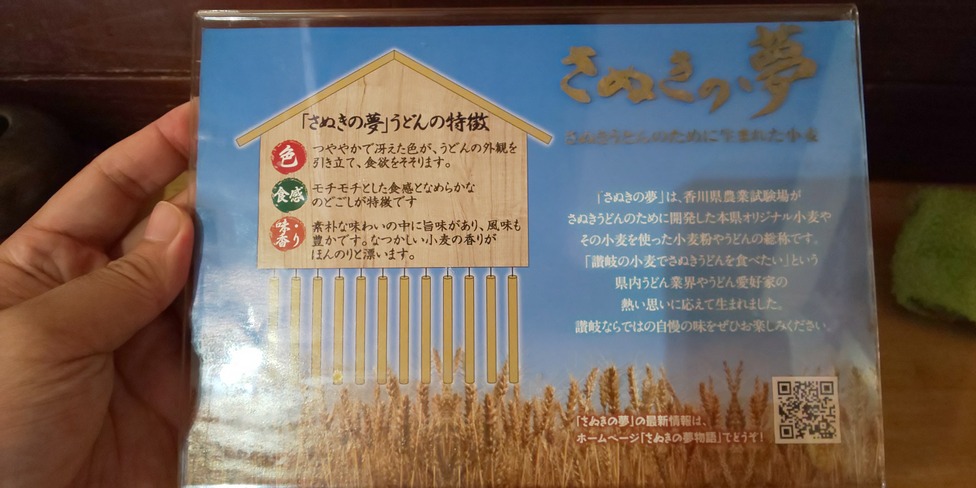 「さぬきの夢」うどんの特徴
色
つややかで冴えた色が、うどんの外観を
引き立て、食欲をそそります。
食感
モチモチとした食感となめらかな
のどごしが特徴です
味・香り
素朴な味わいの中に旨味があり、風味も
豊かです。なつかしい小麦の香りが
ほんのりと漂います。
さぬきの夢
さぬきうどんのために生まれた小麦
「さぬきの夢」は、香川県農業試験場が
さぬきうどんのために開発した本県オリジナル小麦や
その小麦を使った小麦粉やうどんの総称です。
「讃岐の小麦でさぬきうどんを食べたい」という
県内うどん業界やうどん愛好家の
熱い思いに応えて生まれました。
讃岐ならではの自慢の味をぜひお楽しみください。
「さぬきの夢」の最新情報は、
ホームページ「さぬきの夢物語」でどうぞ！